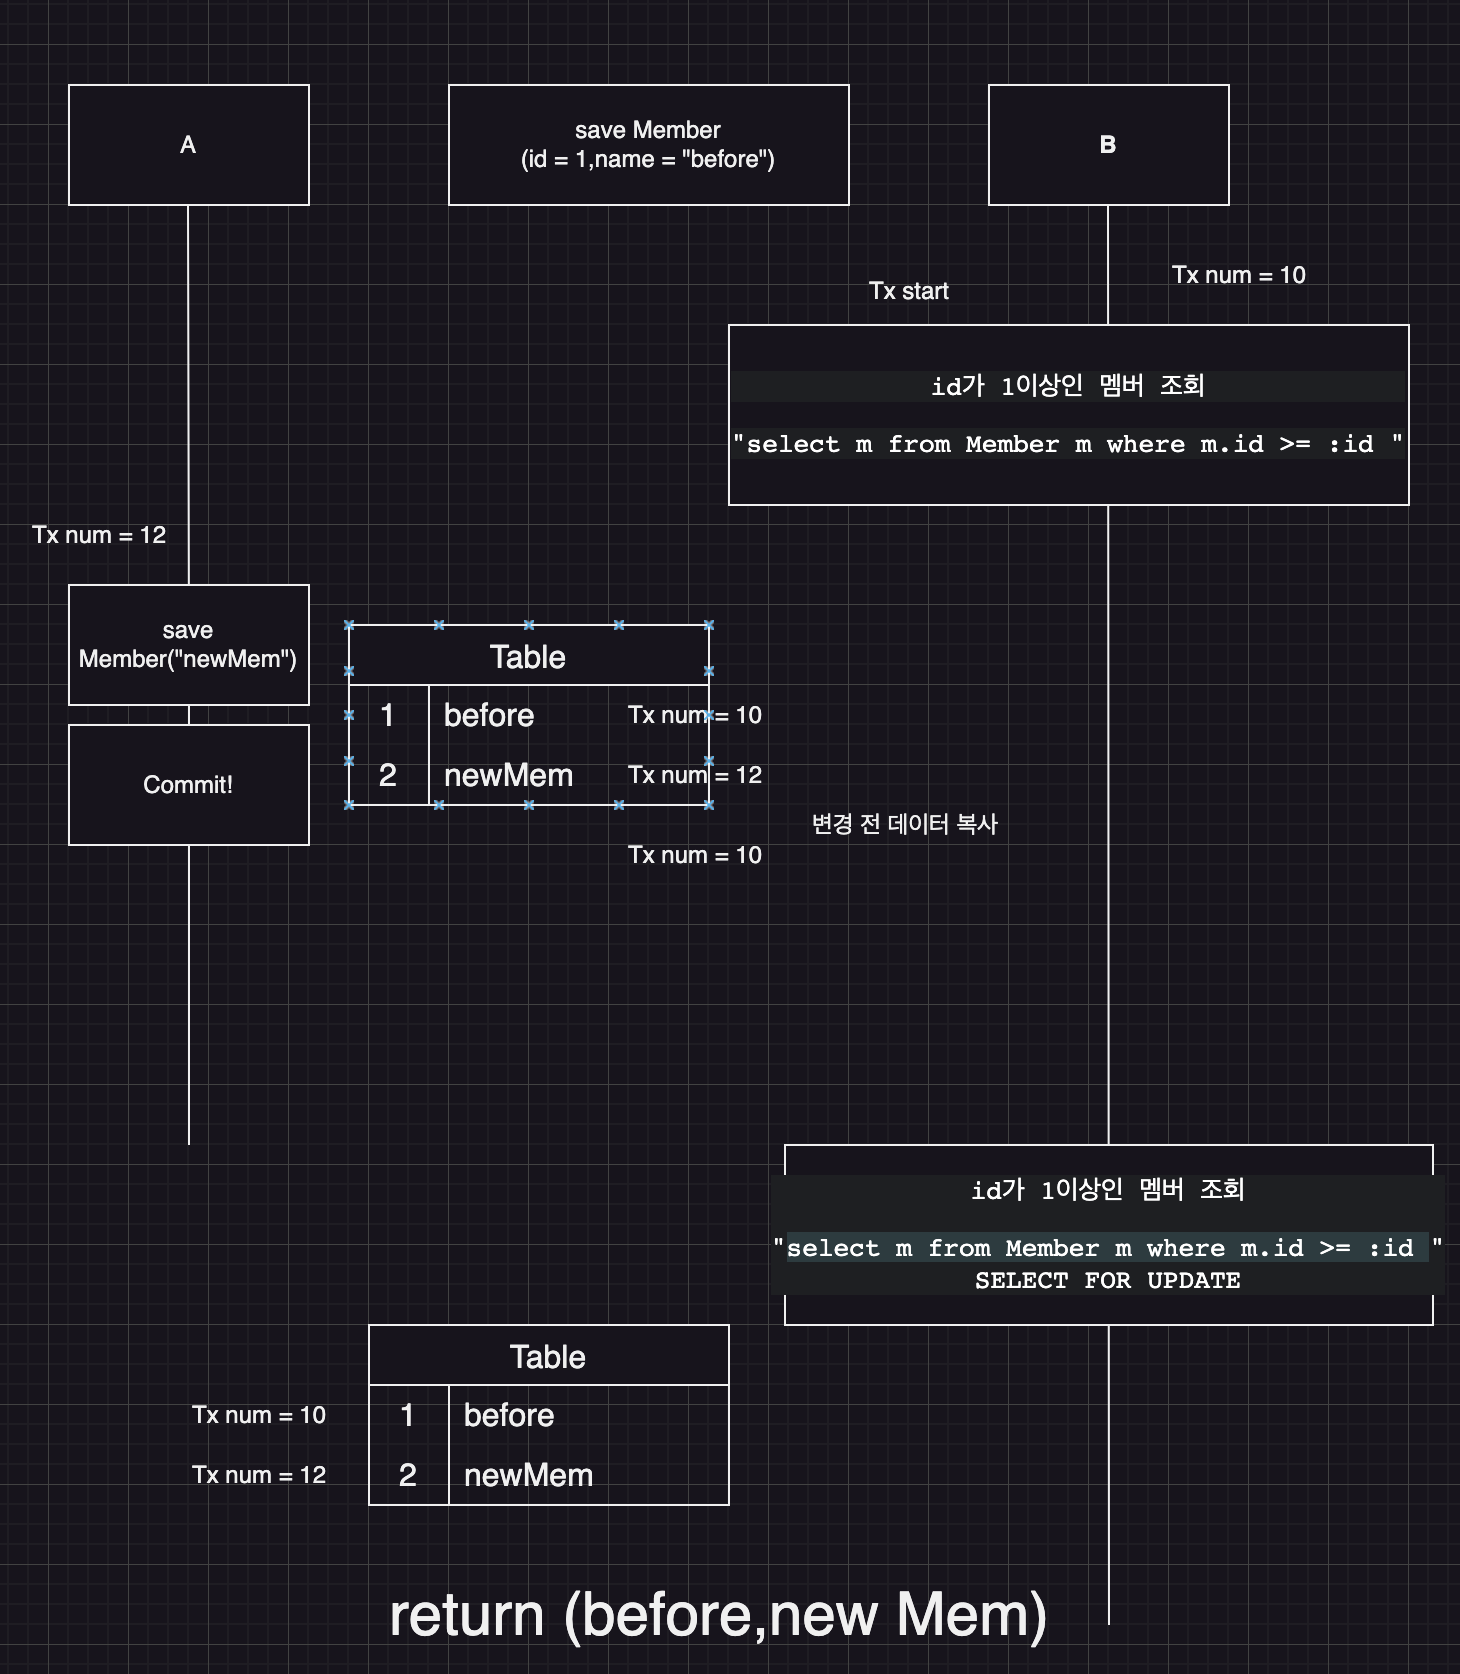 A
save Member
(id = 1,name = "before")
B
Tx num = 10
Tx start
id가 1이상인 멤버 조회
"select m from Member m where m.id >= :id "
Tx num = 12
save
Member("newMem")
Table
1 before Tx num = 10
2 newMem Tx num = 12
Commit!
변경 전 데이터 복사
Tx num = 10
id가 1이상인 멤버 조회
"select m from Member m where m.id >= :id "
SELECT FOR UPDATE
Table
Tx num = 10 1 before
Tx num = 12 2 newMem
return (before,new Mem)